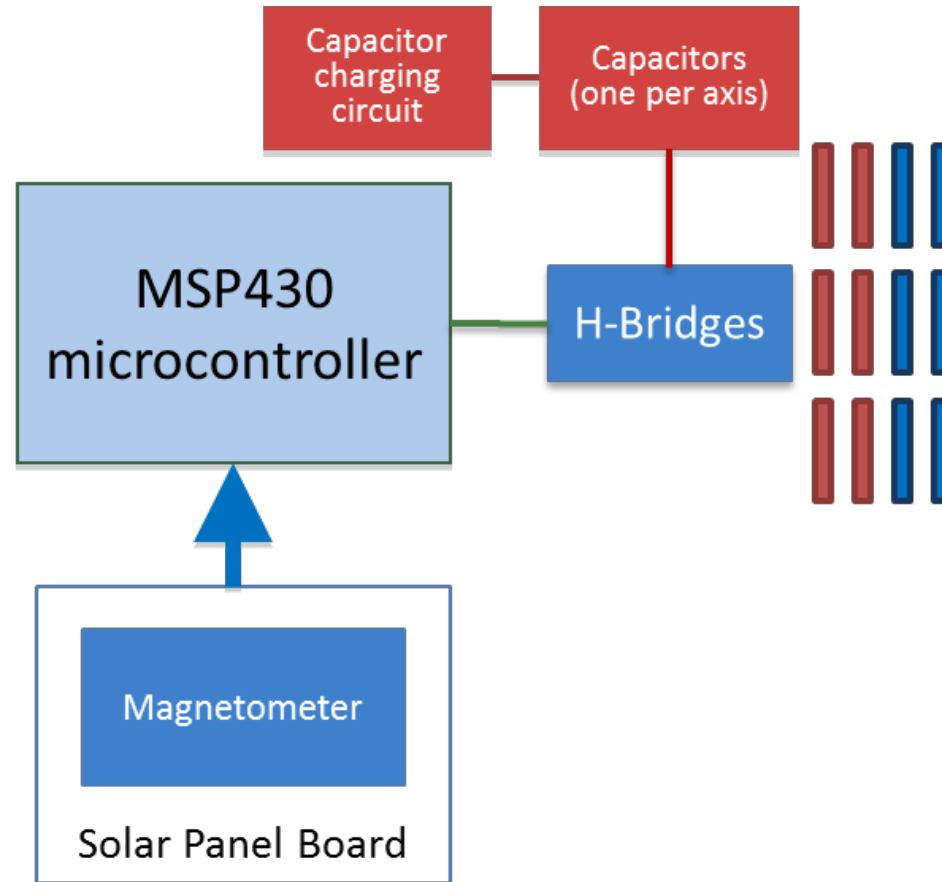 Capacitor
charging
circuit
Capacitors
(one per axis)
MSP430
microcontroller
H-Bridges
Magnetometer
Solar Panel Board